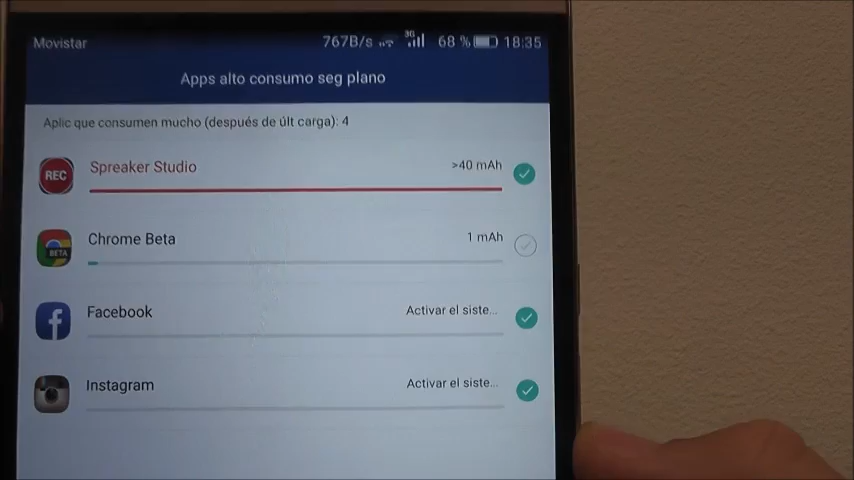 Movistar 767B/s 3G 68 % 18:35
Apps alto consumo seg plano
Aplic que consumen mucho (después de últ carga): 4
REC Spreaker Studio >40 mAh
BETA Chrome Beta 1 mAh
Facebook Activar el siste...
Instagram Activar el siste...